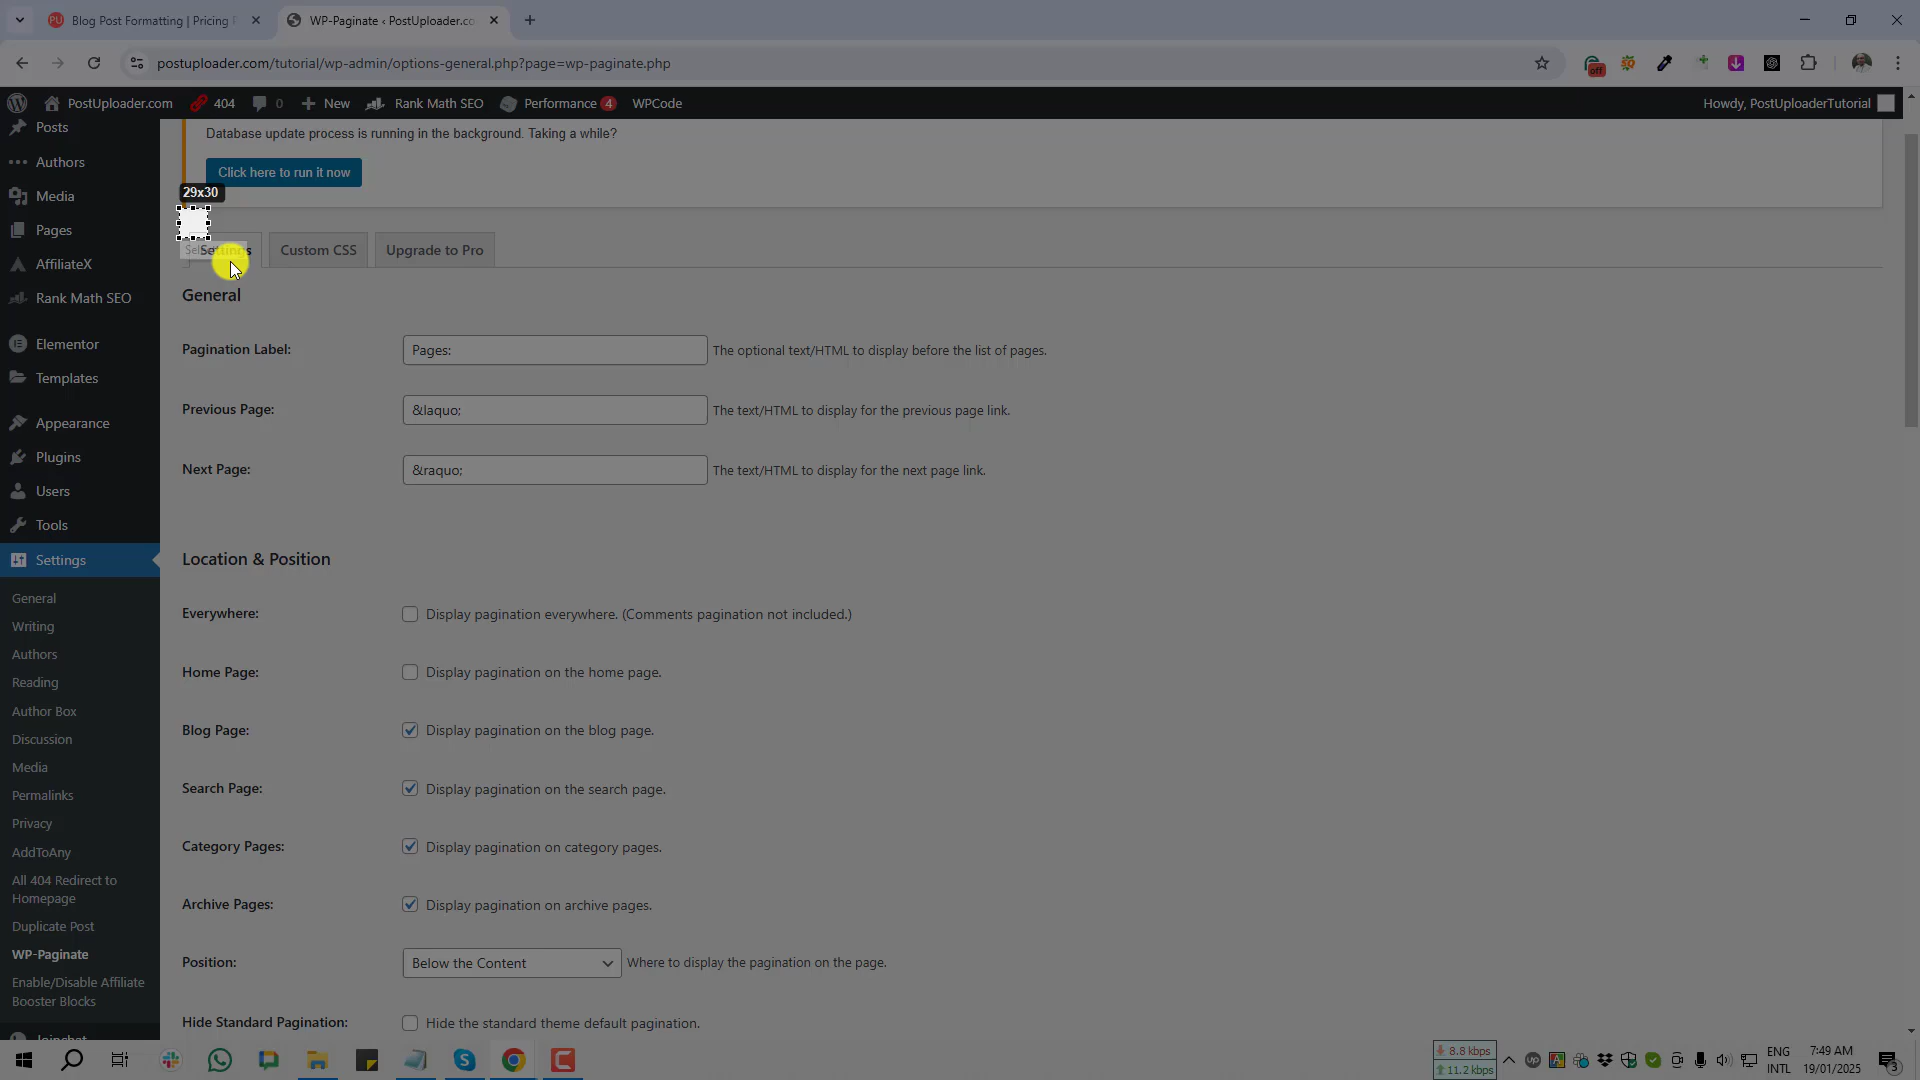 Blog Post Formatting | Pricing
WP-Paginate ‹ PostUploader.co
postuploader.com/tutorial/wp-admin/options-general.php?page=wp-paginate.php
off
PostUploader.com
404
0
New
Rank Math SEO
Performance 4
WPCode
Howdy, PostUploaderTutorial
Posts
Authors
Media
Pages
AffiliateX
Rank Math SEO
Elementor
Templates
Appearance
Plugins
Users
Tools
Settings
General
Writing
Authors
Reading
Author Box
Discussion
Media
Permalinks
Privacy
AddToAny
All 404 Redirect to
Homepage
Duplicate Post
WP-Paginate
Enable/Disable Affiliate
Booster Blocks
Joinchat
Database update process is running in the background. Taking a while?
Click here to run it now
29x30
Settings
Custom CSS
Upgrade to Pro
General
Pagination Label:
Pages:
The optional text/HTML to display before the list of pages.
Previous Page:
&laquo;
The text/HTML to display for the previous page link.
Next Page:
&raquo;
The text/HTML to display for the next page link.
Location & Position
Everywhere:
Display pagination everywhere. (Comments pagination not included.)
Home Page:
Display pagination on the home page.
Blog Page:
Display pagination on the blog page.
Search Page:
Display pagination on the search page.
Category Pages:
Display pagination on category pages.
Archive Pages:
Display pagination on archive pages.
Position:
Below the Content
Where to display the pagination on the page.
Hide Standard Pagination:
Hide the standard theme default pagination.
8.8 kbps
11.2 kbps
ENG
INTL
7:49 AM
19/01/2025
3